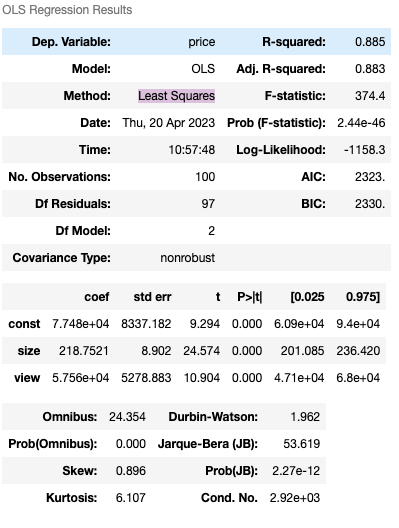 OLS Regression Results
Dep. Variable: price R-squared: 0.885
Model: OLS Adj. R-squared: 0.883
Method: Least Squares F-statistic: 374.4
Date: Thu, 20 Apr 2023 Prob (F-statistic): 2.44e-46
Time: 10:57:48 Log-Likelihood: -1158.3
No. Observations: 100 AIC: 2323.
Df Residuals: 97 BIC: 2330.
Df Model: 2
Covariance Type: nonrobust
coef std err t P>|t| [0.025 0.975]
const 7.748e+04 8337.182 9.294 0.000 6.09e+04 9.4e+04
size 218.7521 8.902 24.574 0.000 201.085 236.420
view 5.756e+04 5278.883 10.904 0.000 4.71e+04 6.8e+04
Omnibus: 24.354 Durbin-Watson: 1.962
Prob(Omnibus): 0.000 Jarque-Bera (JB): 53.619
Skew: 0.896 Prob(JB): 2.27e-12
Kurtosis: 6.107 Cond. No. 2.92e+03